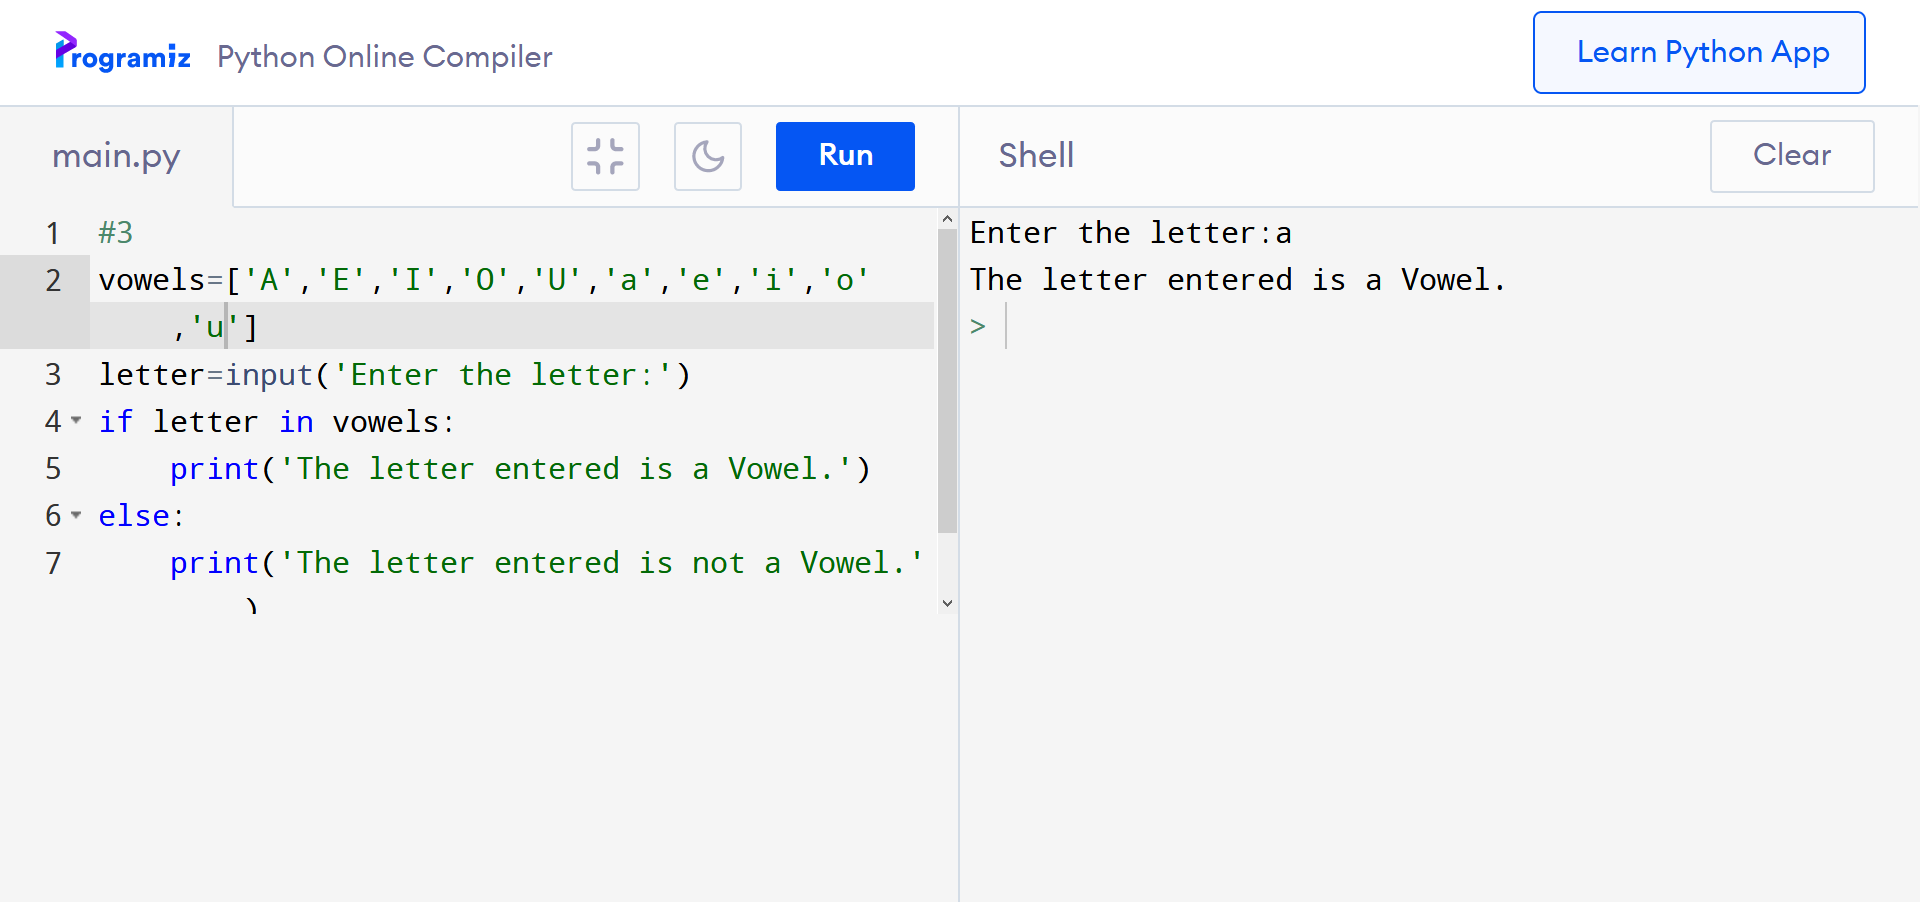 Programiz Python Online Compiler
Learn Python App
main.py
Run
Shell
Clear
1 #3
2 vowels=['A','E','I','O','U','a','e','i','o'
,'u']
3 letter=input('Enter the letter:')
4 if letter in vowels:
5 print('The letter entered is a Vowel.')
6 else:
7 print('The letter entered is not a Vowel.'
)
Enter the letter:a
The letter entered is a Vowel.
>